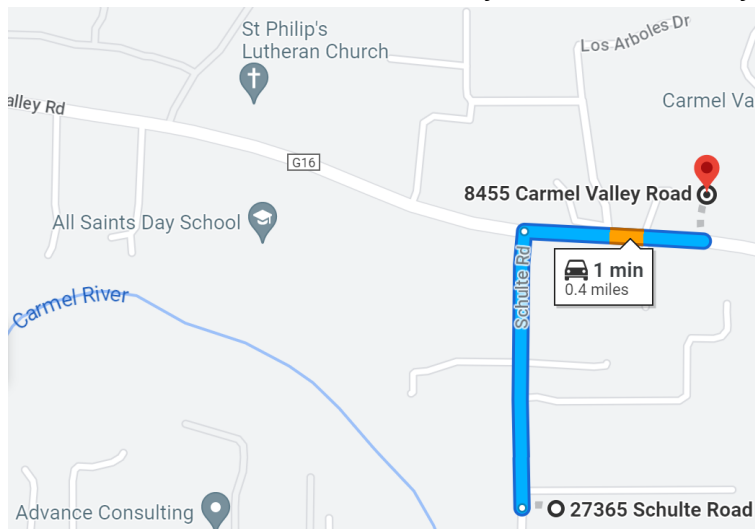 St Philip's
Lutheran Church
Los Arboles Dr
alley Rd
Carmel Va
G16
8455 Carmel Valley Road
All Saints Day School
Schulte Rd
1 min
0.4 miles
Carmel River
Advance Consulting
27365 Schulte Road